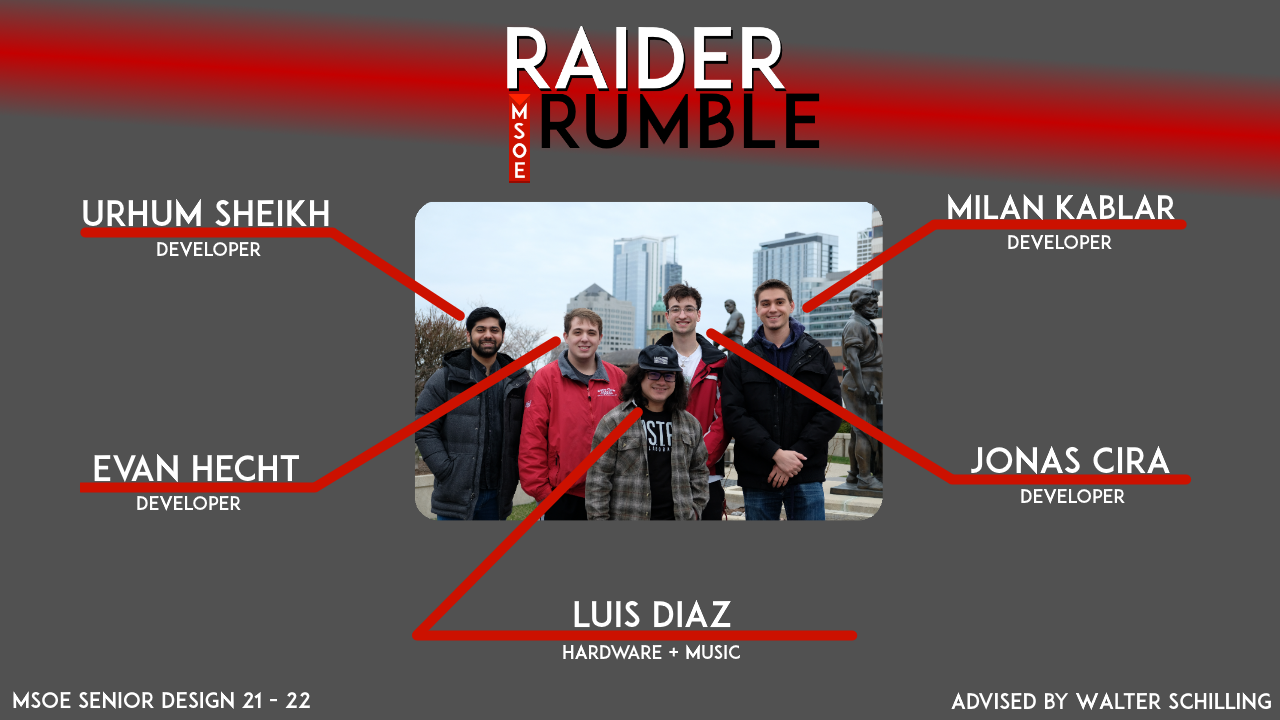 RAIDER
RUMBLE
MSOE
URHUM SHEIKH
DEVELOPER
MILAN KABLAR
DEVELOPER
EVAN HECHT
DEVELOPER
JONAS CIRA
DEVELOPER
LUIS DIAZ
HARDWARE + MUSIC
MSOE SENIOR DESIGN 21 - 22
ADVISED BY WALTER SCHILLING